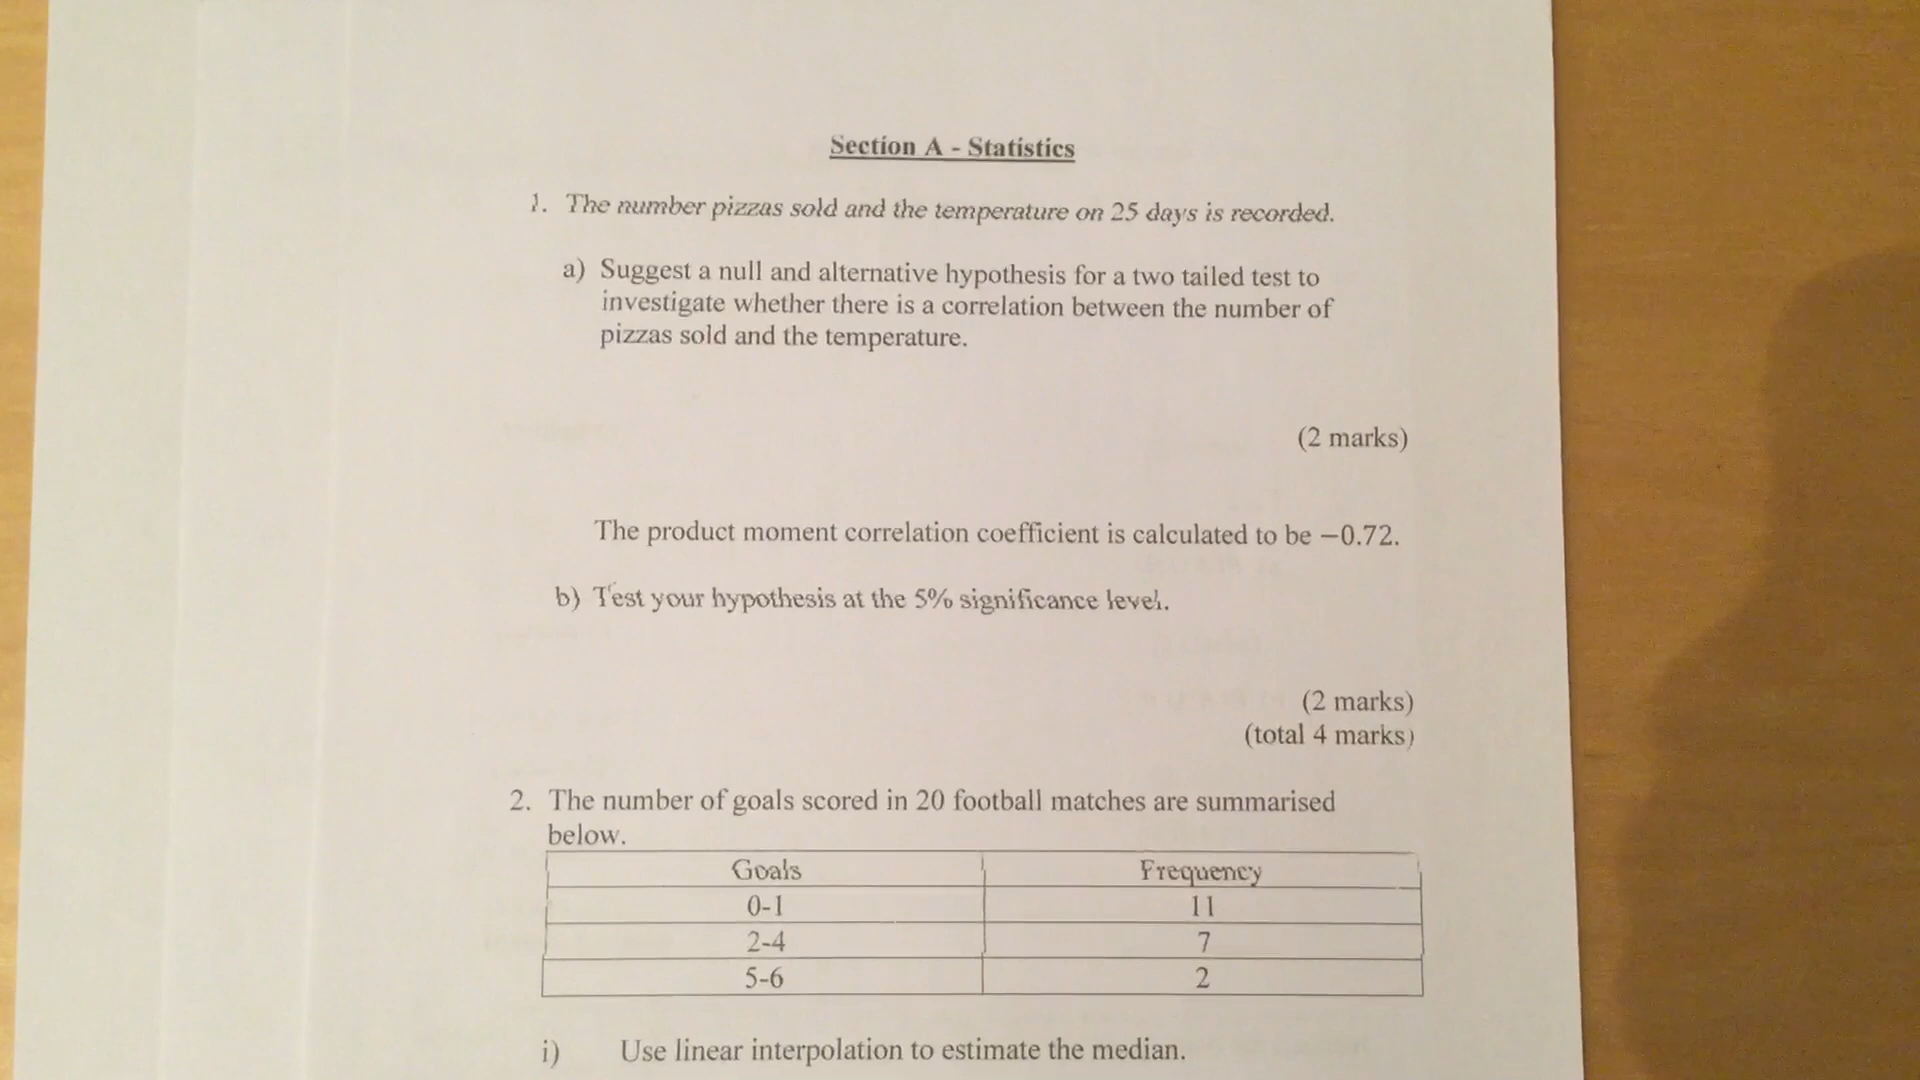 Section A - Statistics
1. The number pizzas sold and the temperature on 25 days is recorded.
a) Suggest a null and alternative hypothesis for a two tailed test to
investigate whether there is a correlation between the number of
pizzas sold and the temperature.
(2 marks)
The product moment correlation coefficient is calculated to be −0.72.
b) Test your hypothesis at the 5% significance level.
(2 marks)
(total 4 marks)
2. The number of goals scored in 20 football matches are summarised
below.
Goals Frequency
0-1 11
2-4 7
5-6 2
i) Use linear interpolation to estimate the median.